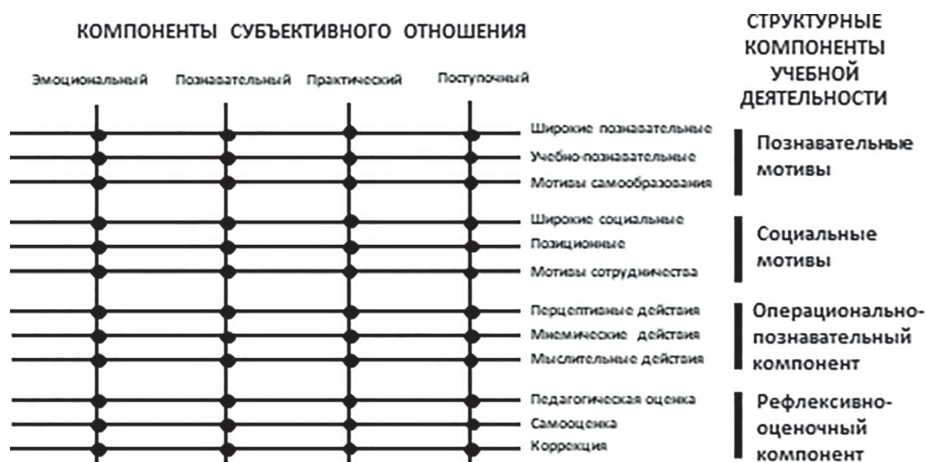 КОМПОНЕНТЫ СУБЪЕКТИВНОГО ОТНОШЕНИЯ
Эмоциональный Познавательный Практический Поступочный
СТРУКТУРНЫЕ
КОМПОНЕНТЫ
УЧЕБНОЙ
ДЕЯТЕЛЬНОСТИ
Широкие познавательные
Учебно-познавательные
Мотивы самообразования
Познавательные
мотивы
Широкие социальные
Позиционные
Мотивы сотрудничества
Социальные
мотивы
Перцептивные действия
Мнемические действия
Мыслительные действия
Операционально-
познавательный
компонент
Педагогическая оценка
Самооценка
Коррекция
Рефлексивно-
оценочный
компонент